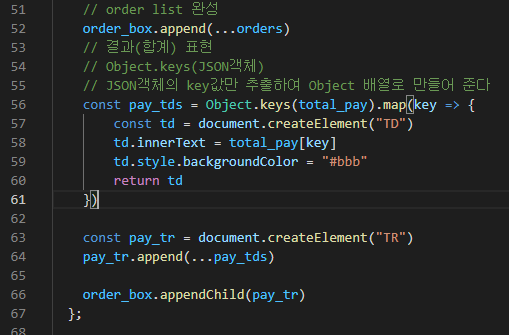 51 // order list 완성
52 order_box.append(...orders)
53 // 결과(합계) 표현
54 // Object.keys(JSON객체)
55 // JSON객체의 key값만 추출하여 Object 배열로 만들어 준다
56 const pay_tds = Object.keys(total_pay).map(key => {
57 const td = document.createElement("TD")
58 td.innerText = total_pay[key]
59 td.style.backgroundColor = "#bbb"
60 return td
61 })
62
63 const pay_tr = document.createElement("TR")
64 pay_tr.append(...pay_tds)
65
66 order_box.appendChild(pay_tr)
67 };
68